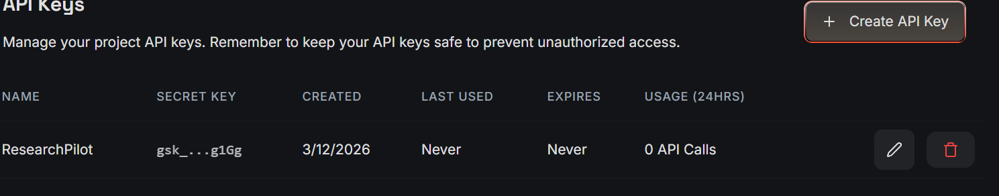 API Keys
+ Create API Key
Manage your project API keys. Remember to keep your API keys safe to prevent unauthorized access.
NAME SECRET KEY CREATED LAST USED EXPIRES USAGE (24HRS)
ResearchPilot gsk_...g1Gg 3/12/2026 Never Never 0 API Calls